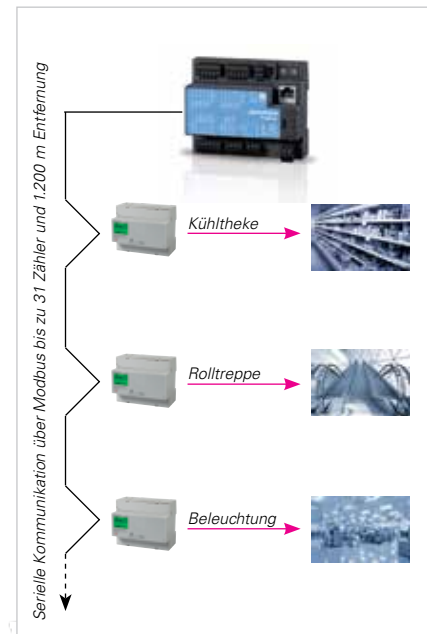 Serielle Kommunikation über Modbus bis zu 31 Zähler und 1.200 m Entfernung
Kühltheke
Rolltreppe
Beleuchtung